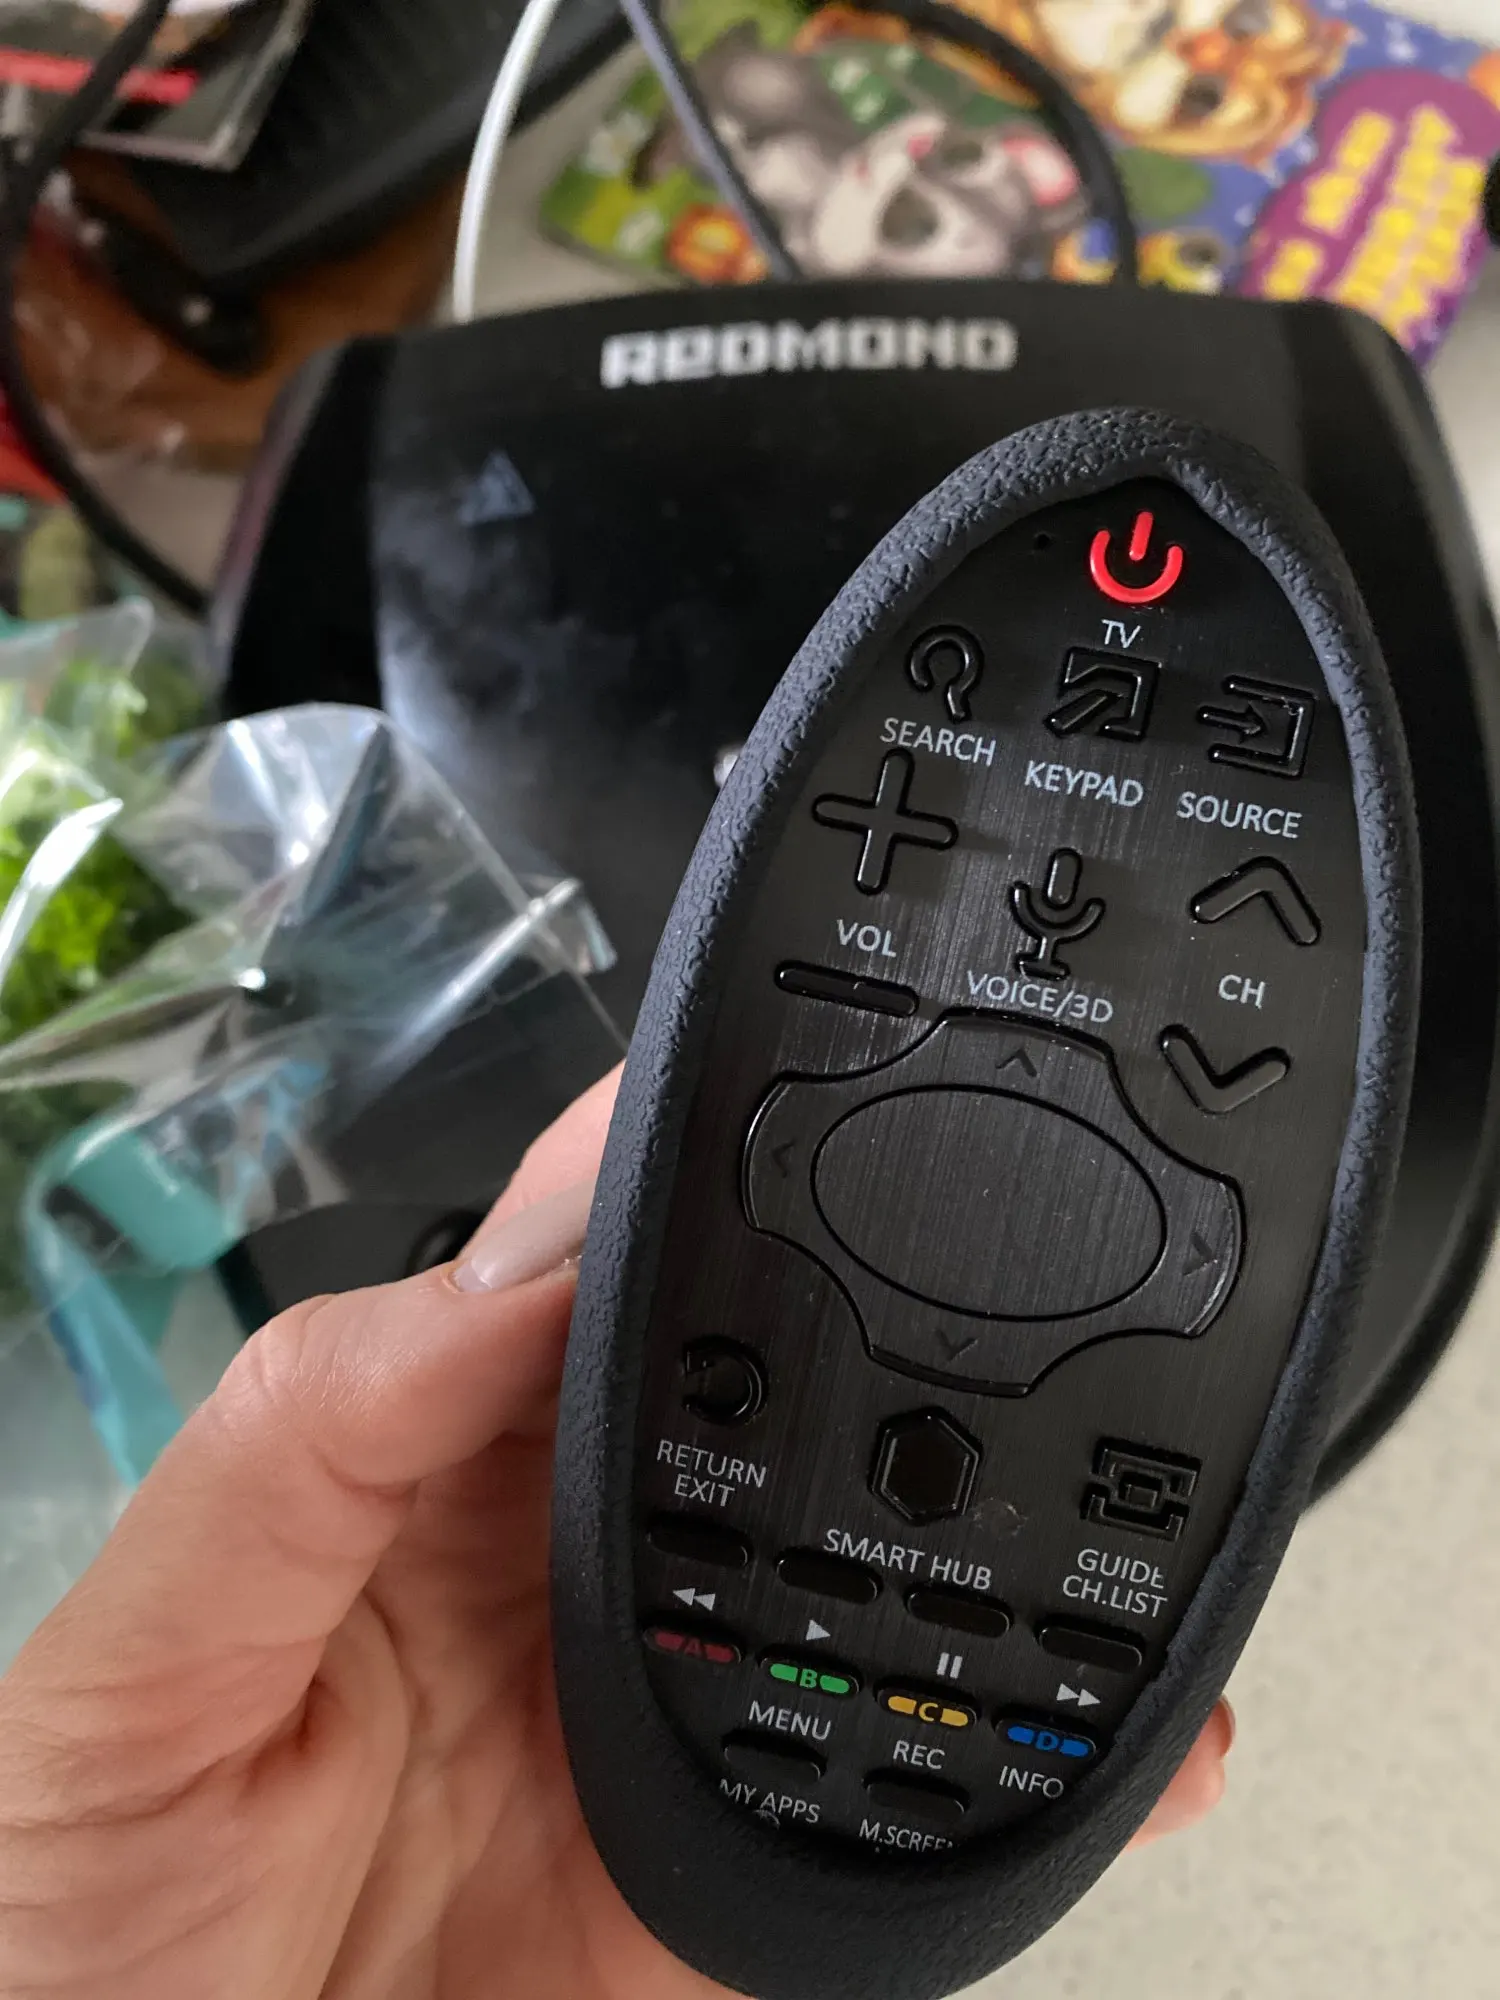 REDMOND
TV
SEARCH
KEYPAD
SOURCE
VOL
VOICE/3D
CH
RETURN
EXIT
SMART HUB
GUIDE
CH.LIST
A
B
C
D
MENU
REC
INFO
MY APPS